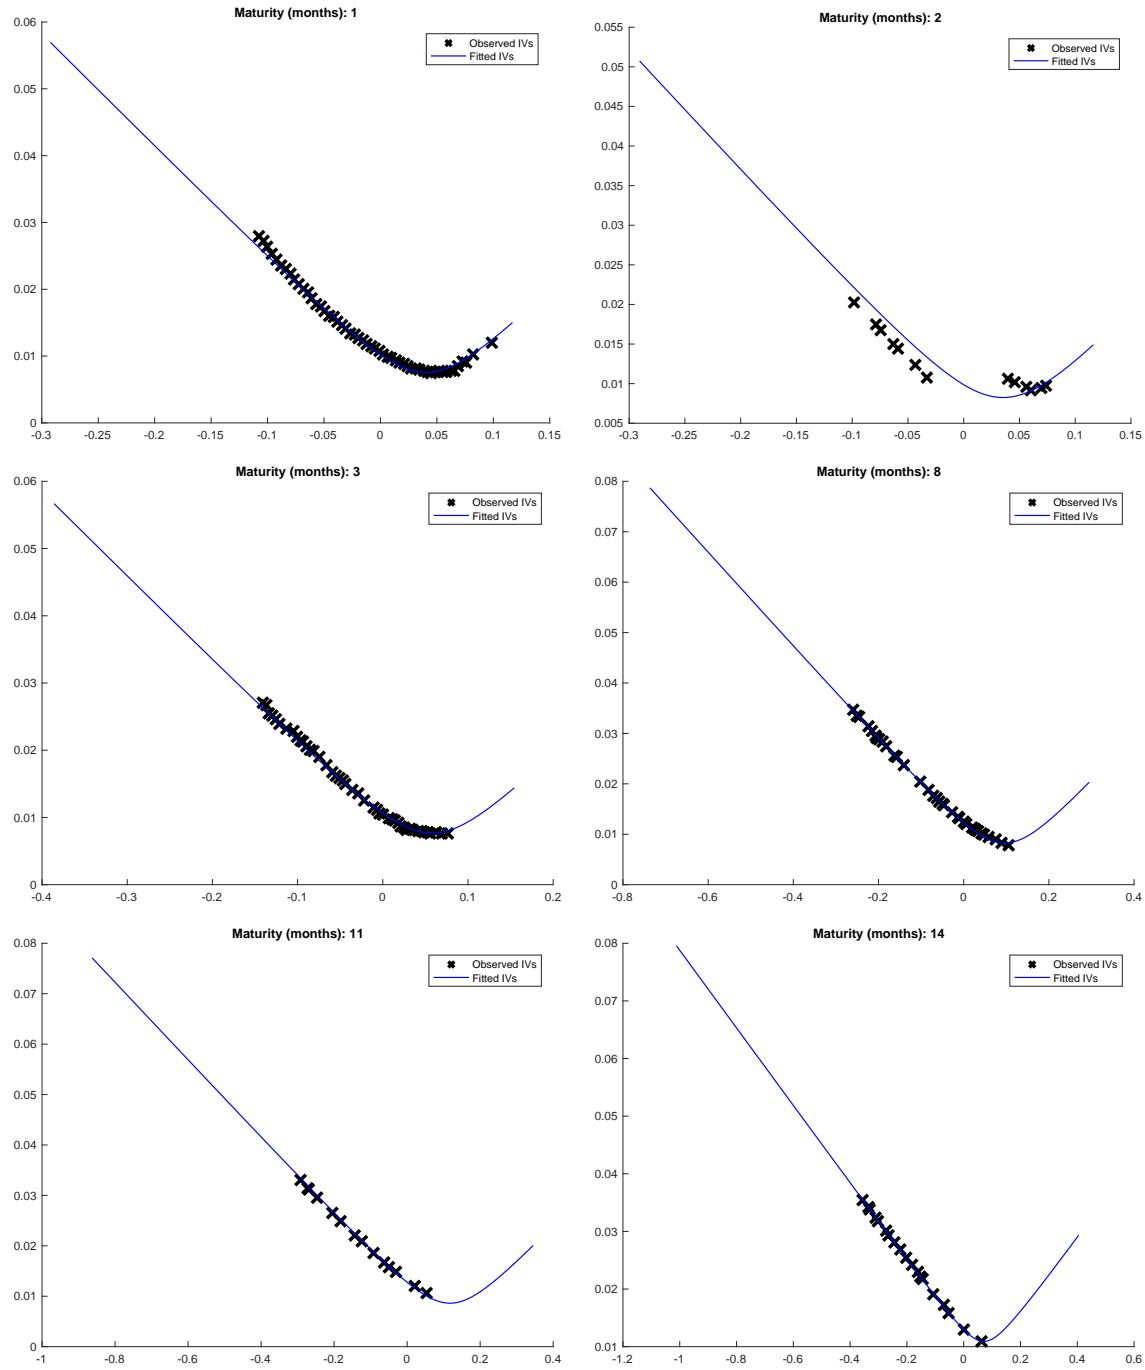 Maturity (months): 1
Observed IVs
Fitted IVs
0.06
0.05
0.04
0.03
0.02
0.01
0
-0.3 -0.25 -0.2 -0.15 -0.1 -0.05 0 0.05 0.1 0.15
Maturity (months): 2
Observed IVs
Fitted IVs
0.055
0.05
0.045
0.04
0.035
0.03
0.025
0.02
0.015
0.01
0.005
-0.3 -0.25 -0.2 -0.15 -0.1 -0.05 0 0.05 0.1 0.15
Maturity (months): 3
Observed IVs
Fitted IVs
0.06
0.05
0.04
0.03
0.02
0.01
0
-0.4 -0.3 -0.2 -0.1 0 0.1 0.2
Maturity (months): 8
Observed IVs
Fitted IVs
0.08
0.07
0.06
0.05
0.04
0.03
0.02
0.01
0
-0.8 -0.6 -0.4 -0.2 0 0.2 0.4
Maturity (months): 11
Observed IVs
Fitted IVs
0.08
0.07
0.06
0.05
0.04
0.03
0.02
0.01
0
-1 -0.8 -0.6 -0.4 -0.2 0 0.2 0.4
Maturity (months): 14
Observed IVs
Fitted IVs
0.08
0.07
0.06
0.05
0.04
0.03
0.02
0.01
-1.2 -1 -0.8 -0.6 -0.4 -0.2 0 0.2 0.4 0.6